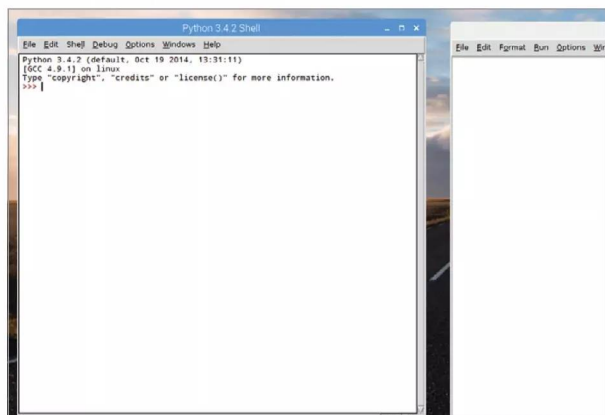 Python 3.4.2 Shell
File Edit Shell Debug Options Windows Help
Python 3.4.2 (default, Oct 19 2014, 13:31:11)
[GCC 4.9.1] on linux
Type "copyright", "credits" or "license()" for more information.
>>>
File Edit Format Run Options Win